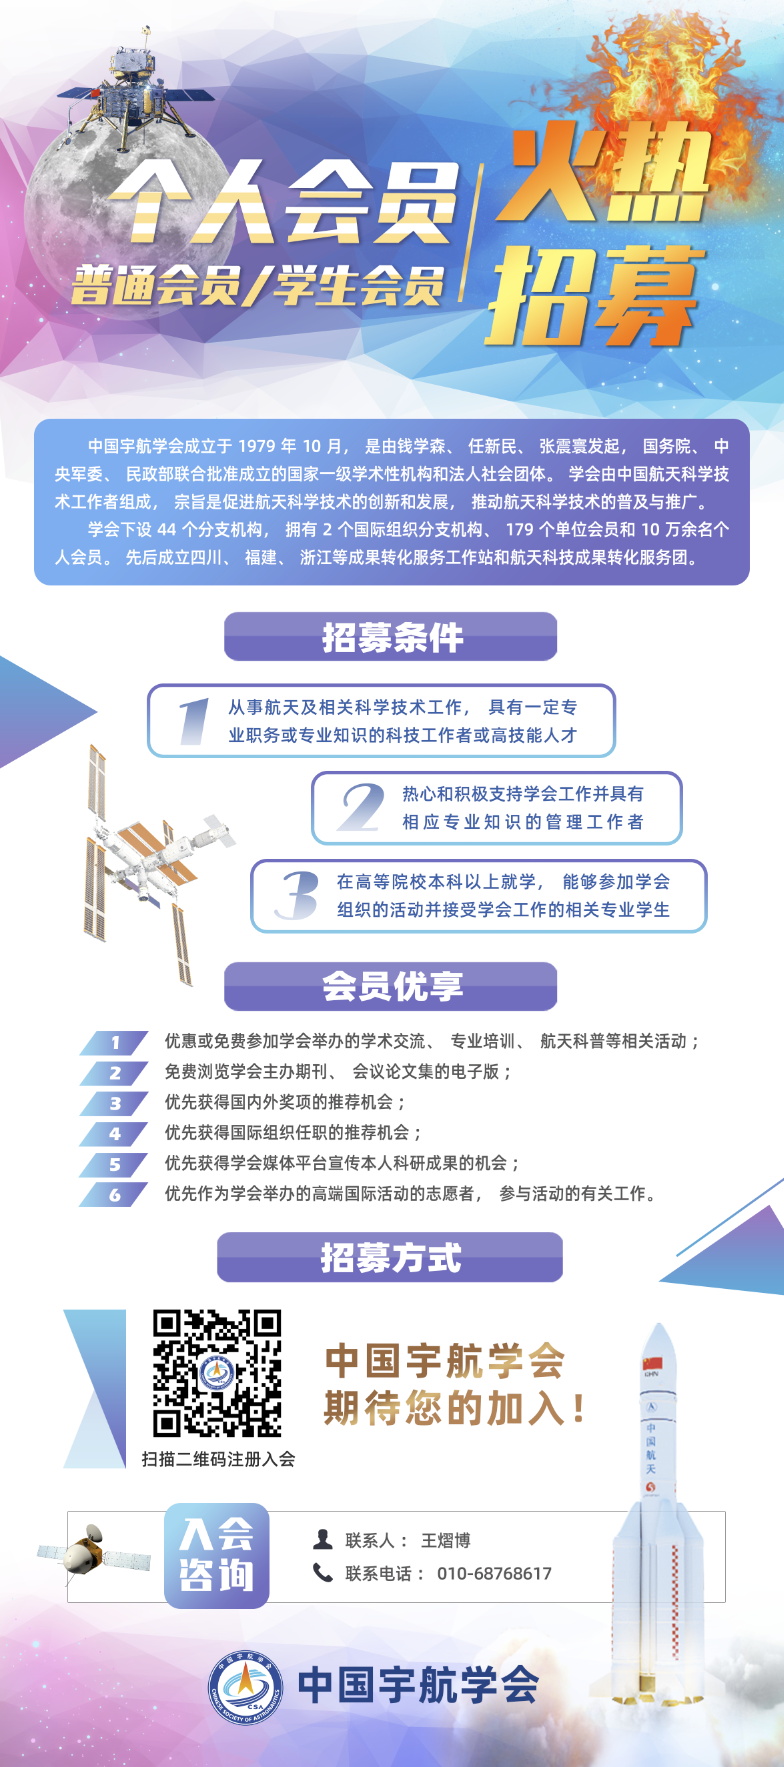 个人会员
普通会员/学生会员
火热
招募
中国宇航学会成立于 1979 年 10 月， 是由钱学森、 任新民、 张震寰发起， 国务院、 中
央军委、 民政部联合批准成立的国家一级学术性机构和法人社会团体。 学会由中国航天科学技
术工作者组成， 宗旨是促进航天科学技术的创新和发展， 推动航天科学技术的普及与推广。
学会下设 44 个分支机构， 拥有 2 个国际组织分支机构、 179 个单位会员和 10 万余名个
人会员。 先后成立四川、 福建、 浙江等成果转化服务工作站和航天科技成果转化服务团。
招募条件
1 从事航天及相关科学技术工作， 具有一定专
业职务或专业知识的科技工作者或高技能人才
2 热心和积极支持学会工作并具有
相应专业知识的管理工作者
3 在高等院校本科以上就学， 能够参加学会
组织的活动并接受学会工作的相关专业学生
会员优享
1 优惠或免费参加学会举办的学术交流、 专业培训、 航天科普等相关活动；
2 免费浏览学会主办期刊、 会议论文集的电子版；
3 优先获得国内外奖项的推荐机会；
4 优先获得国际组织任职的推荐机会；
5 优先获得学会媒体平台宣传本人科研成果的机会；
6 优先作为学会举办的高端国际活动的志愿者， 参与活动的有关工作。
招募方式
中国宇航学会
期待您的加入！
扫描二维码注册入会
中国航天
入会
咨询
联系人： 王熠博
联系电话： 010-68768617
中国宇航学会
CSA
CHINESE SOCIETY OF ASTRONAUTICS
中国宇航学会